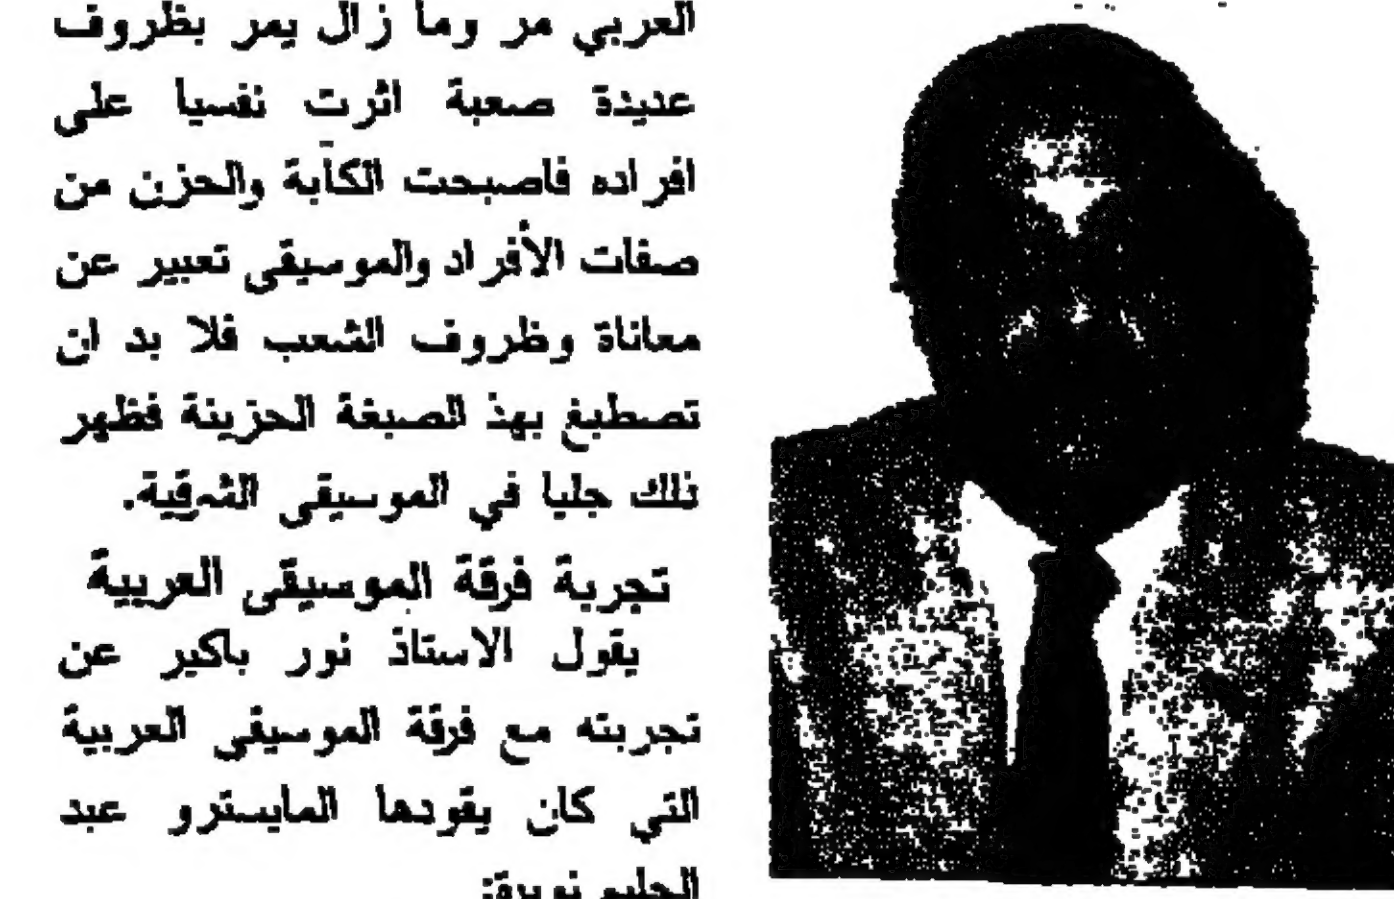 العربي مر وما زال يمر بظروف
عديدة صعبة اثرت نفسيا على
افراده فاصبحت الكآبة والحزن من
صفات الأفراد والموسيقى تعبير عن
معاناة وظروف الشعب فلا بد ان
تصطبغ بهذ الصبغة الحزينة فظهر
ذلك جليا في الموسيقى الشرقية.
تجربة فرقة الموسيقى العربية
يقول الاستاذ نور باكير عن
تجربته مع فرقة الموسيقى العربية
التي كان يقودها المايسترو عبد
الحليم نويرة: